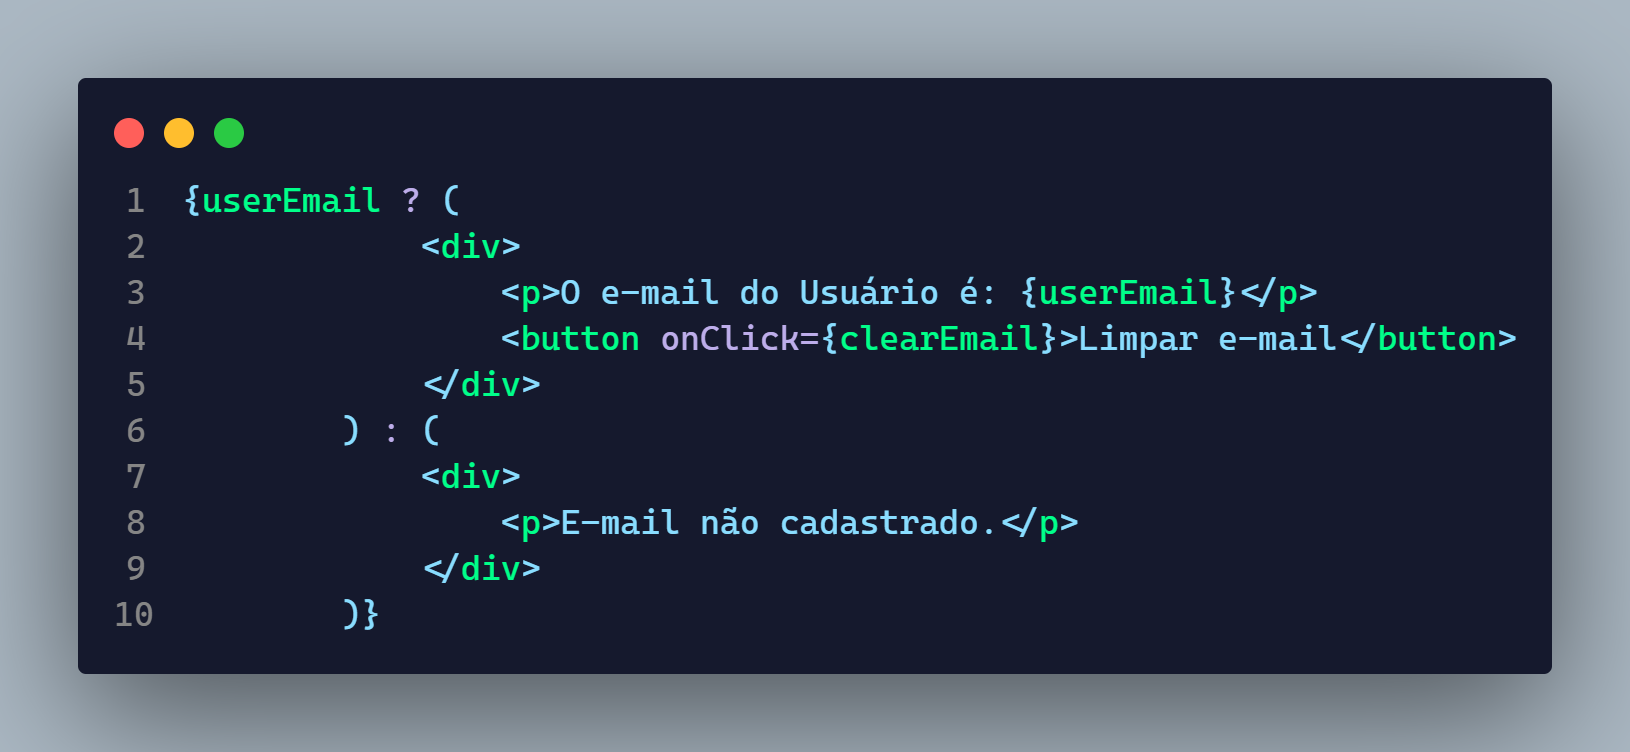 1 {userEmail ? (
2             <div>
3                 <p>O e-mail do Usuário é: {userEmail}</p>
4                 <button onClick={clearEmail}>Limpar e-mail</button>
5             </div>
6         ) : (
7             <div>
8                 <p>E-mail não cadastrado.</p>
9             </div>
10         )}